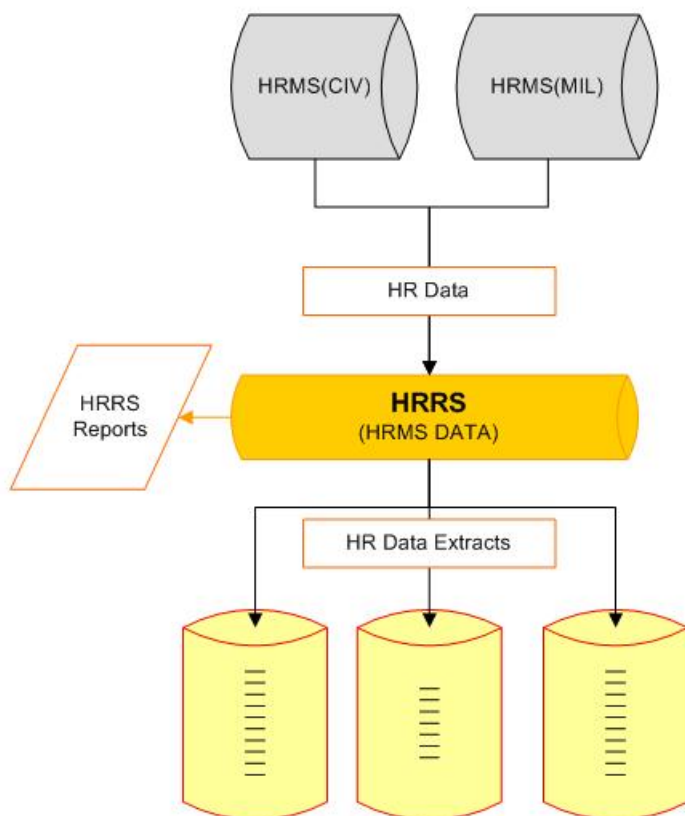 HRMS(CIV)
HRMS(MIL)
HR Data
HRRS
(HRMS DATA)
HRRS
Reports
HR Data Extracts